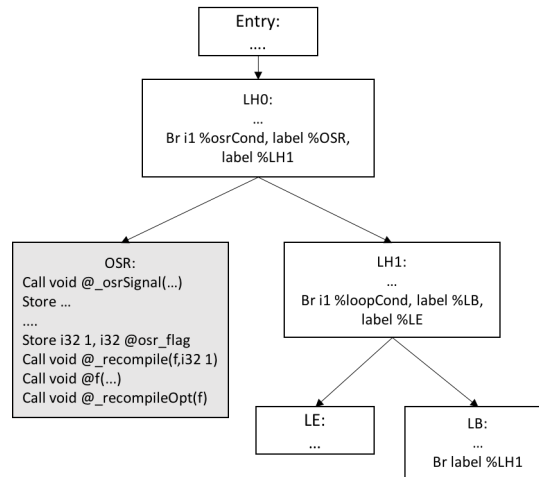 Entry:
....
LH0:
...
Br i1 %osrCond, label %OSR,
label %LH1
OSR:
Call void @_osrSignal(...)
Store ...
....
Store i32 1, i32 @osr_flag
Call void @_recompile(f,i32 1)
Call void @f(...)
Call void @_recompileOpt(f)
LH1:
...
Br i1 %loopCond, label %LB,
label %LE
LE:
...
LB:
...
Br label %LH1